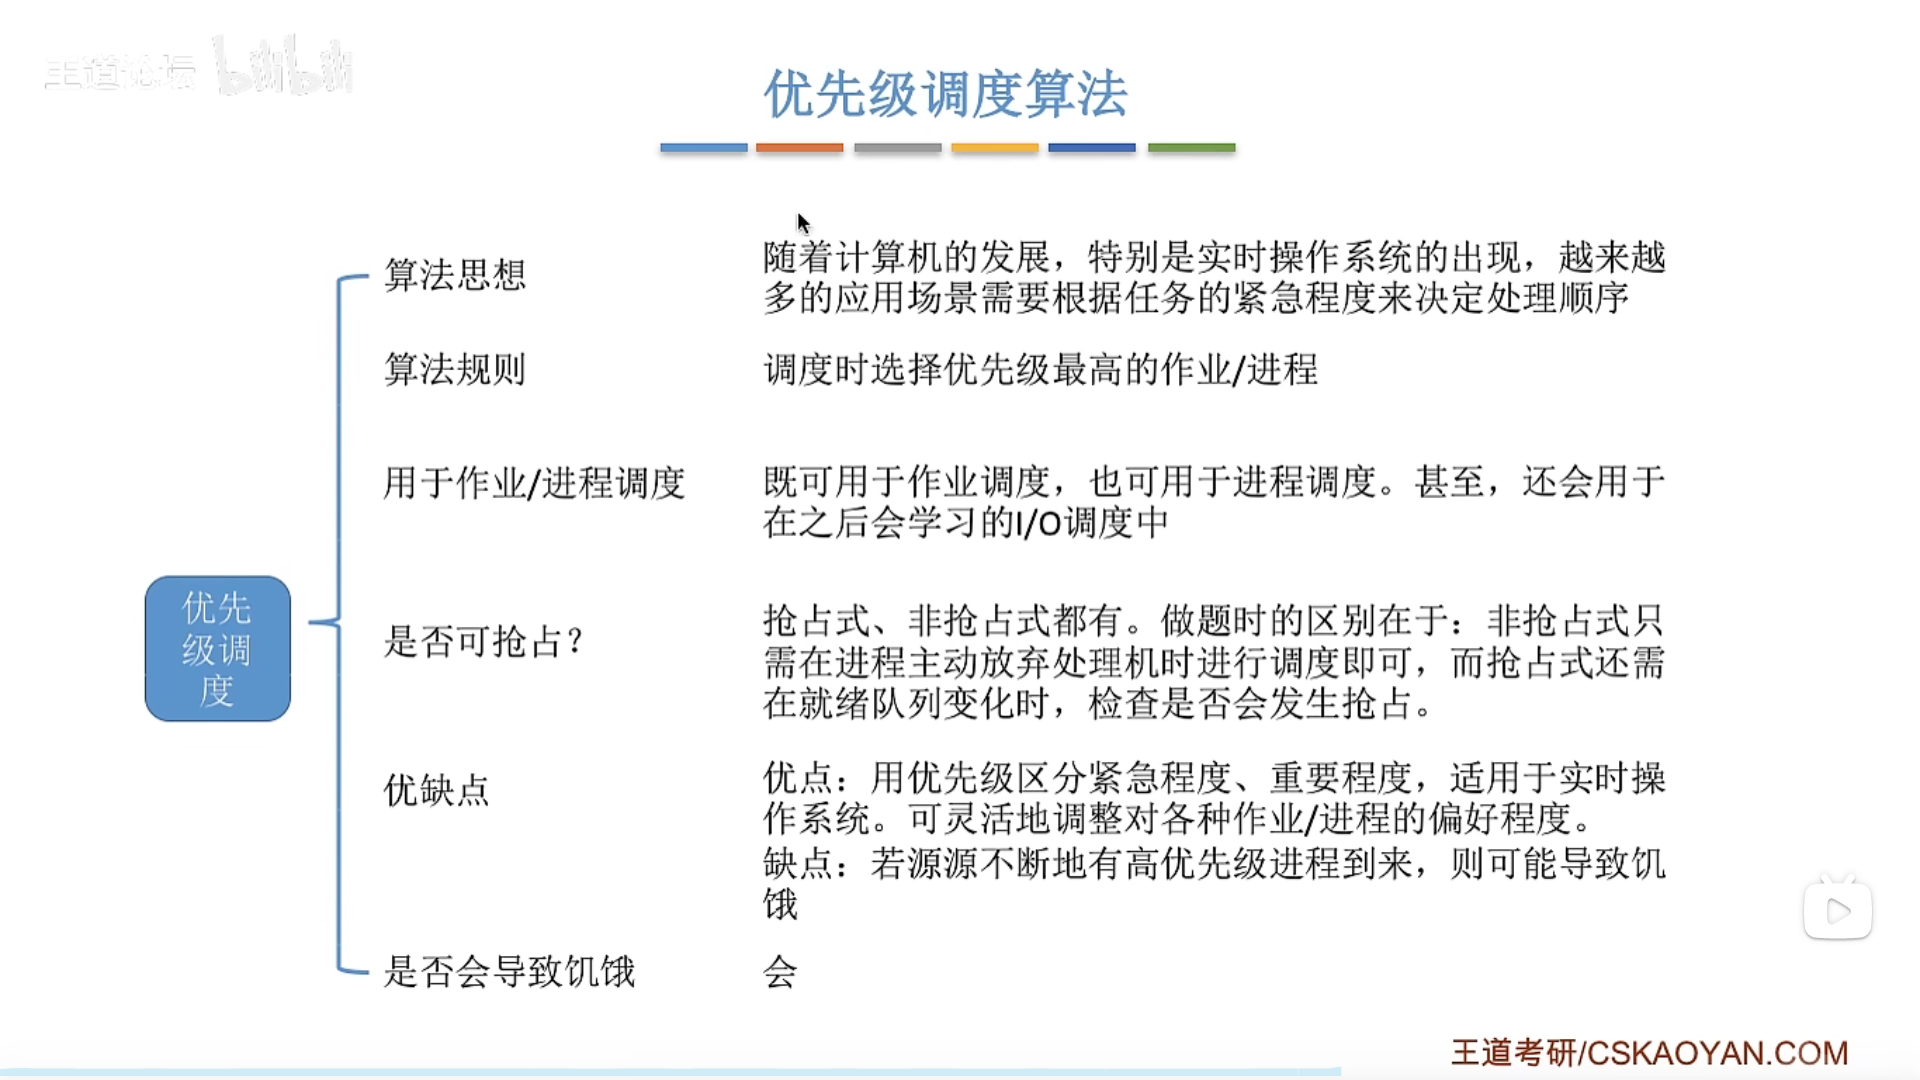 王道论坛 bilibili
优先级调度算法
算法思想
随着计算机的发展，特别是实时操作系统的出现，越来越
多的应用场景需要根据任务的紧急程度来决定处理顺序
算法规则
调度时选择优先级最高的作业/进程
用于作业/进程调度
既可用于作业调度，也可用于进程调度。甚至，还会用于
在之后会学习的I/O调度中
优先
级调
度
是否可抢占？
抢占式、非抢占式都有。做题时的区别在于：非抢占式只
需在进程主动放弃处理机时进行调度即可，而抢占式还需
在就绪队列变化时，检查是否会发生抢占。
优缺点
优点：用优先级区分紧急程度、重要程度，适用于实时操
作系统。可灵活地调整对各种作业/进程的偏好程度。
缺点：若源源不断地有高优先级进程到来，则可能导致饥
饿
是否会导致饥饿
会
王道考研/CSKAOYAN.COM